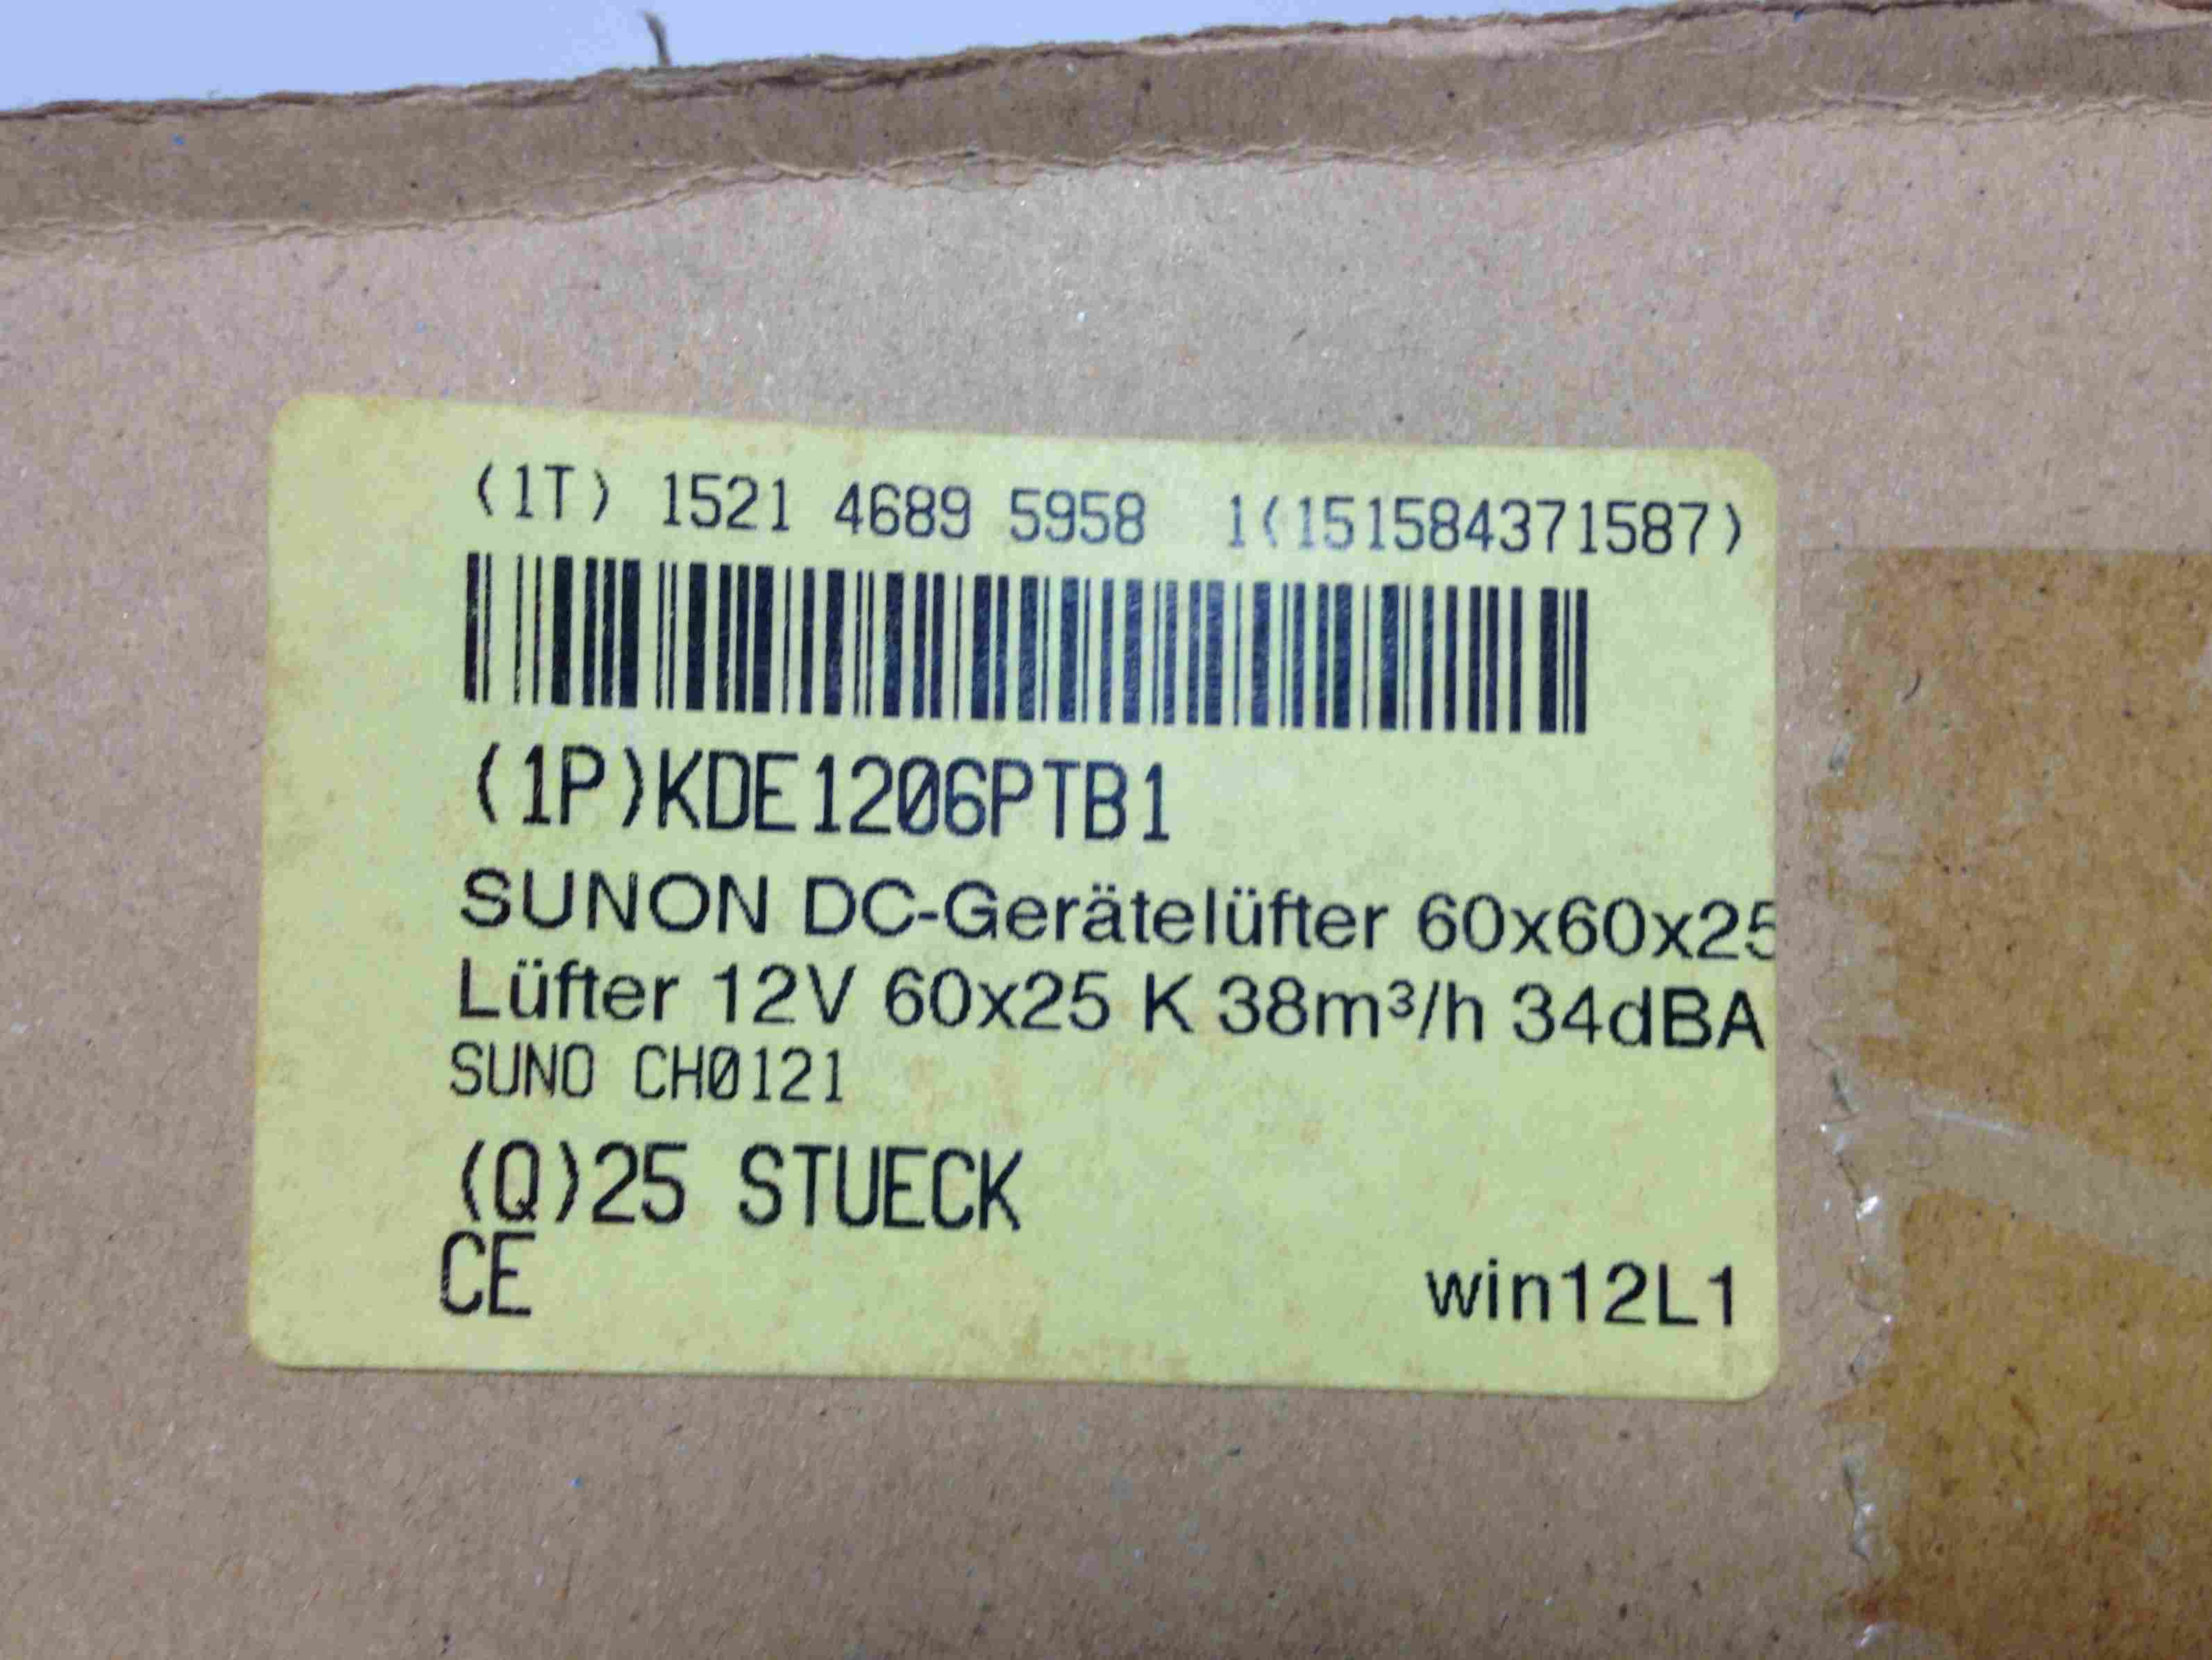 (1T) 1521 4689 5958 1(151584371587)
(1P)KDE1206PTB1
SUNON DC-Gerätelüfter 60x60x25
Lüfter 12V 60x25 K 38m³/h 34dBA
SUNO CH0121
(Q)25 STUECK
CE
win12L1